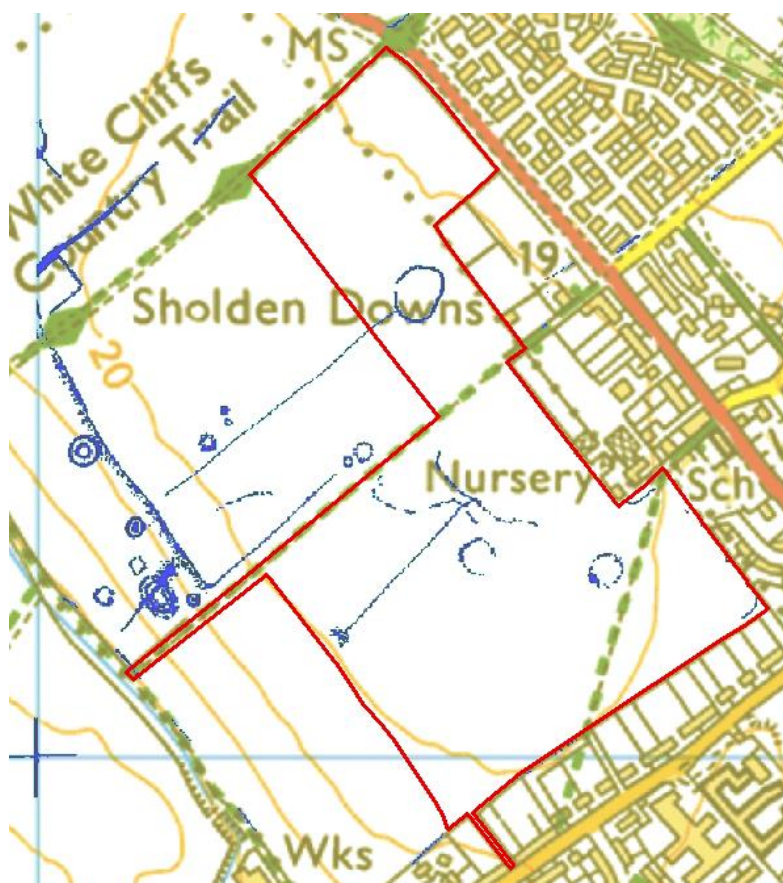 MS
White Cliffs
Country Trail
19
Sholden Downs
20
Nursery
Sch
Wks